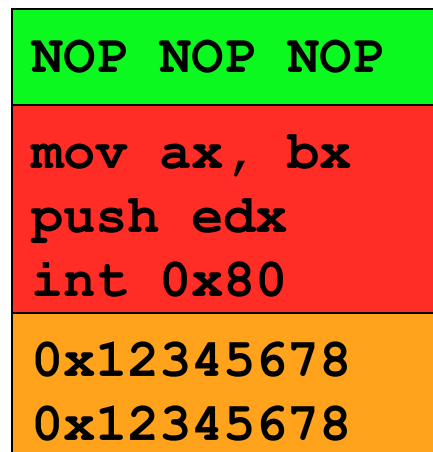 NOP NOP NOP
mov ax, bx
push edx
int 0x80
0x12345678
0x12345678